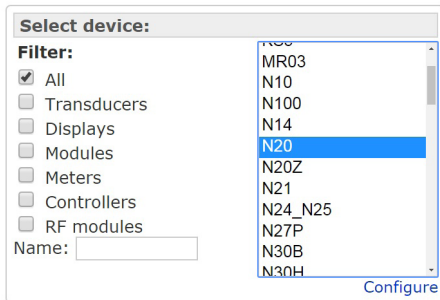 Select device:
Filter:
All
Transducers
Displays
Modules
Meters
Controllers
RF modules
Name:
MR03
N10
N100
N14
N20
N20Z
N21
N24_N25
N27P
N30B
N30H
Configure